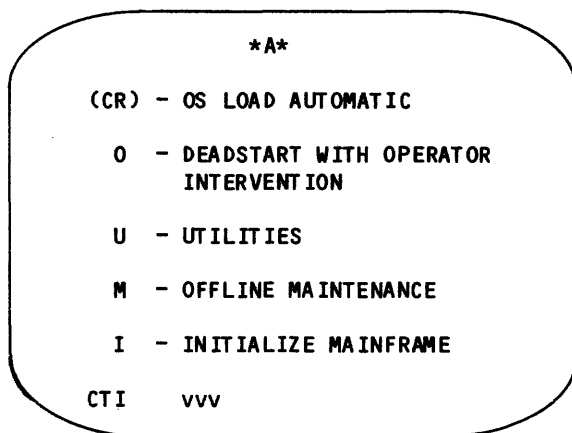 *A*
(CR) - OS LOAD AUTOMATIC
O - DEADSTART WITH OPERATOR
INTERVENTION
U - UTILITIES
M - OFFLINE MAINTENANCE
I - INITIALIZE MAINFRAME
CTI vvv